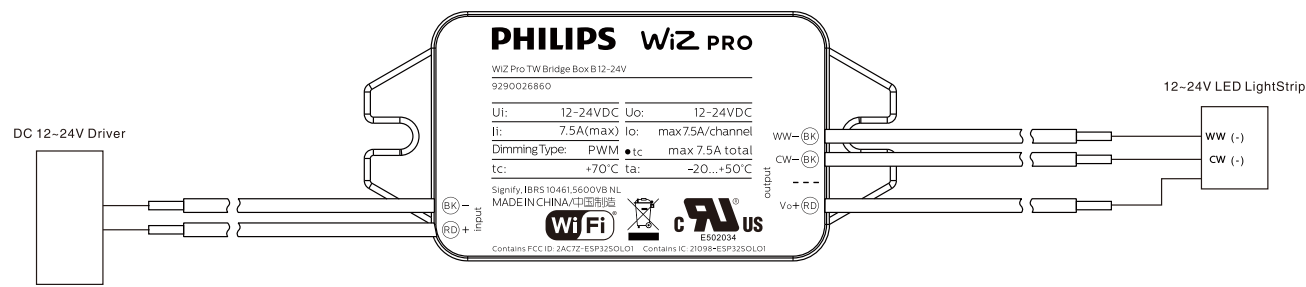 PHILIPS WiZ PRO
WiZ Pro TW Bridge Box B 12-24V
9290026860
Ui: 12-24VDC Uo: 12-24VDC
Ii: 7.5A(max) Io: max7.5A/channel
Dimming Type: PWM •tc max 7.5A total
tc: +70°C ta: -20...+50°C
Signify, IBRS 10461,5600VB NL
MADE IN CHINA/中国制造
WiFi®
C RU® US
E502034
Contains FCC ID: 2AC7Z-ESP32SOLO1 Contains IC: 21098-ESP32SOLO1
DC 12~24V Driver
BK -
RD +
input
WW- BK
CW- BK
----
Vo+ RD
output
12~24V LED LightStrip
WW (-)
CW (-)